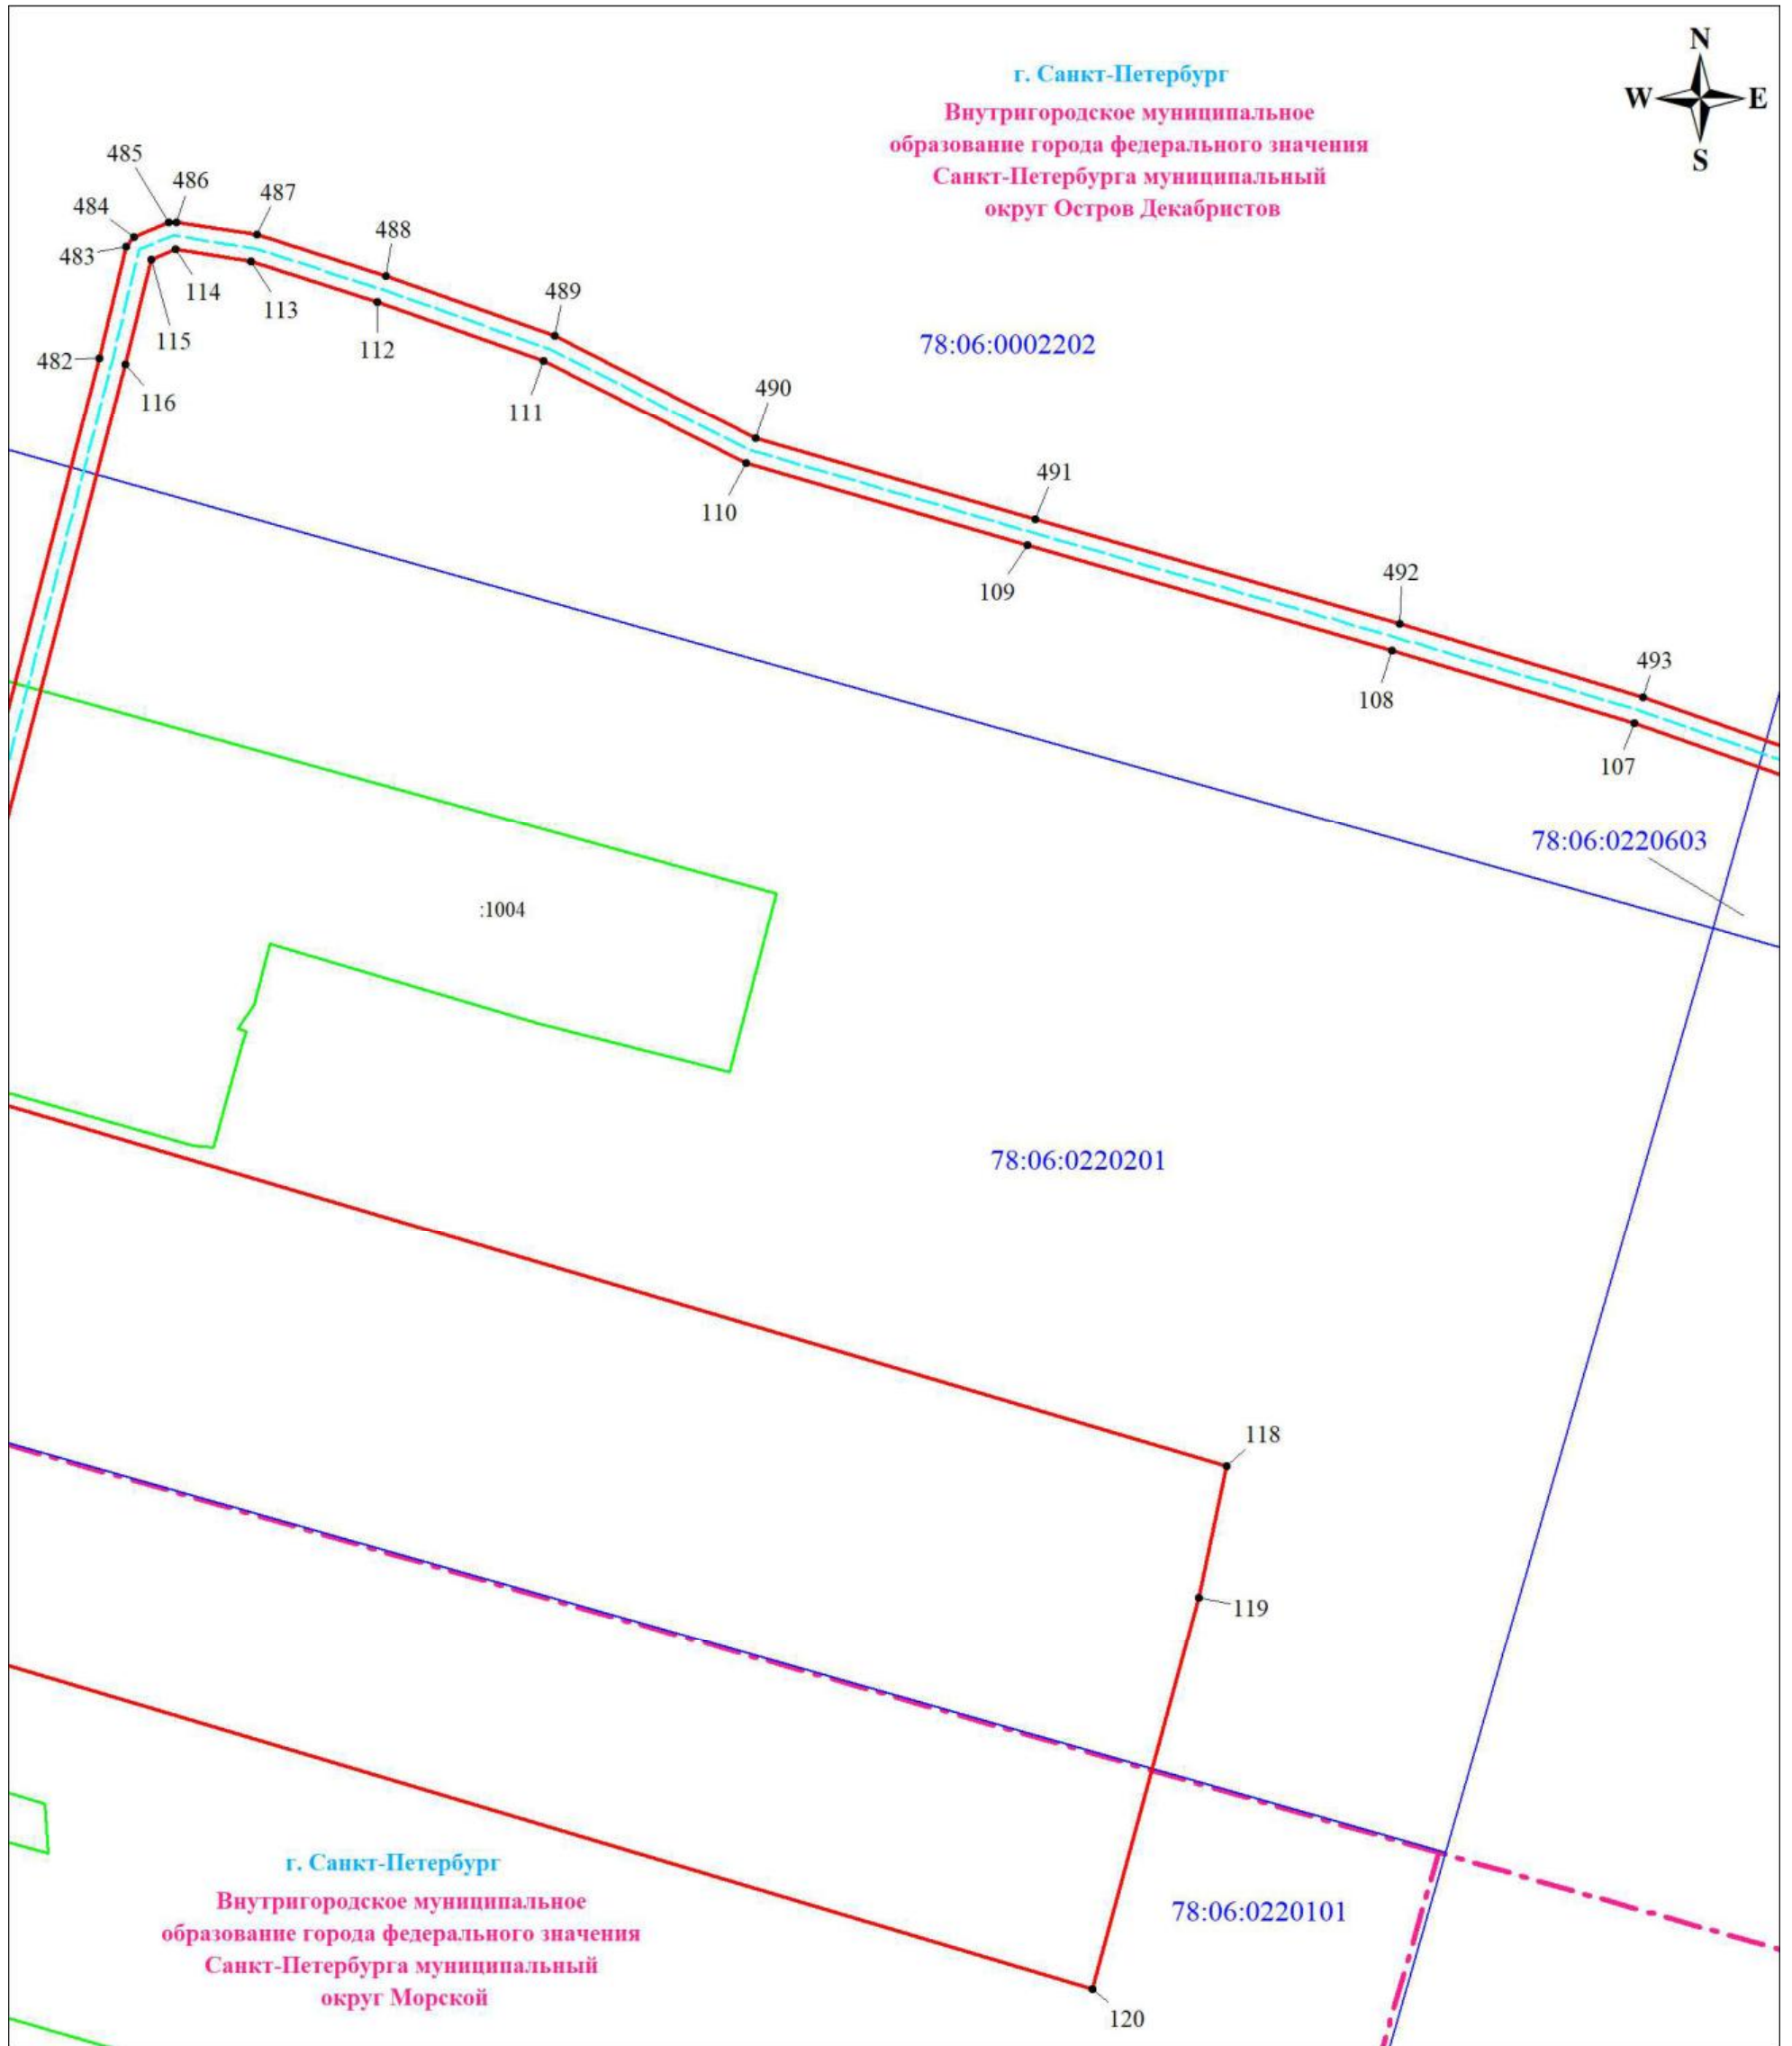 N
г. Санкт-Петербург
W E
Внутригородское муниципальное
образование города федерального значения
S
Санкт-Петербурга муниципальный
округ Остров Декабристов
485
486
487
484
488
483
114
489
113
115
112
482
78:06:0002202
116
490
111
491
110
492
109
493
108
107
78:06:0220603
:1004
78:06:0220201
118
119
г. Санкт-Петербург
Внутригородское муниципальное
образование города федерального значения
Санкт-Петербурга муниципальный
округ Морской
78:06:0220101
120